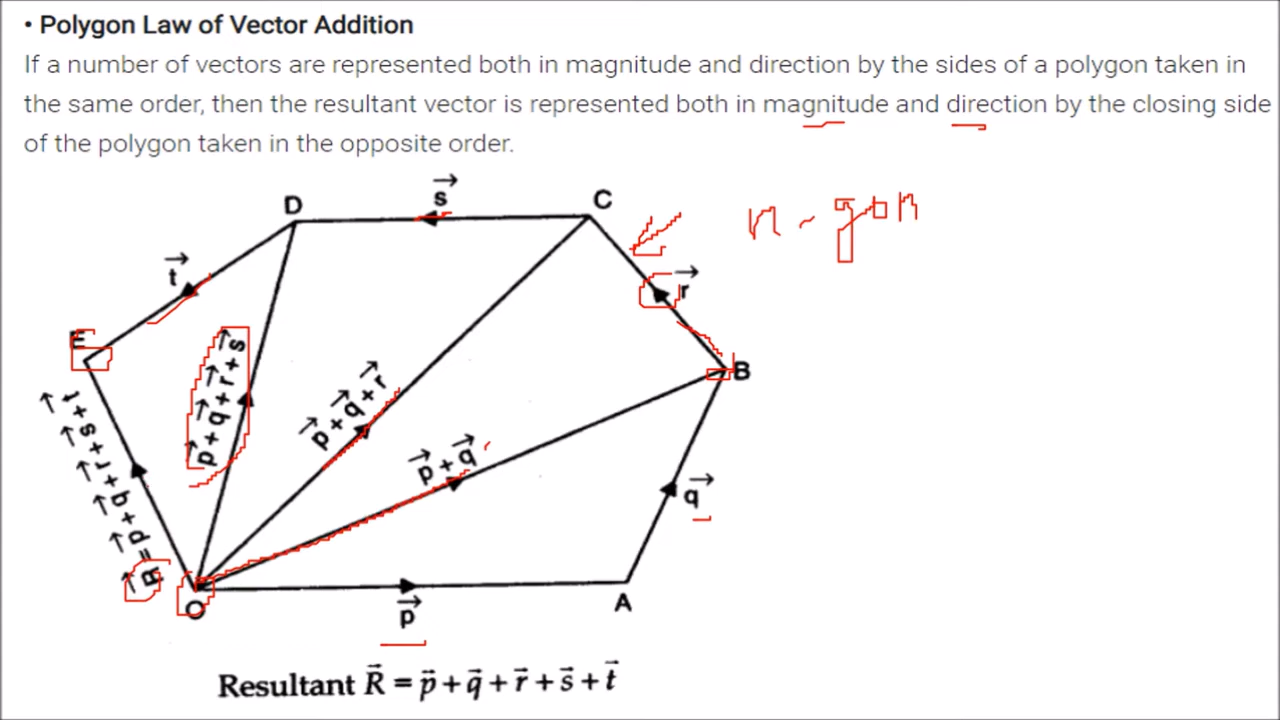 • Polygon Law of Vector Addition
If a number of vectors are represented both in magnitude and direction by the sides of a polygon taken in
the same order, then the resultant vector is represented both in magnitude and direction by the closing side
of the polygon taken in the opposite order.
D
s⃗
C
n - gon
t⃗
r⃗
E
p⃗ + q⃗ + r⃗ + s⃗
p⃗ + q⃗ + r⃗
B
p⃗ + q⃗
q⃗
R⃗ = p⃗ + q⃗ + r⃗ + s⃗ + t⃗
O
p⃗
A
Resultant R⃗ = p⃗ + q⃗ + r⃗ + s⃗ + t⃗